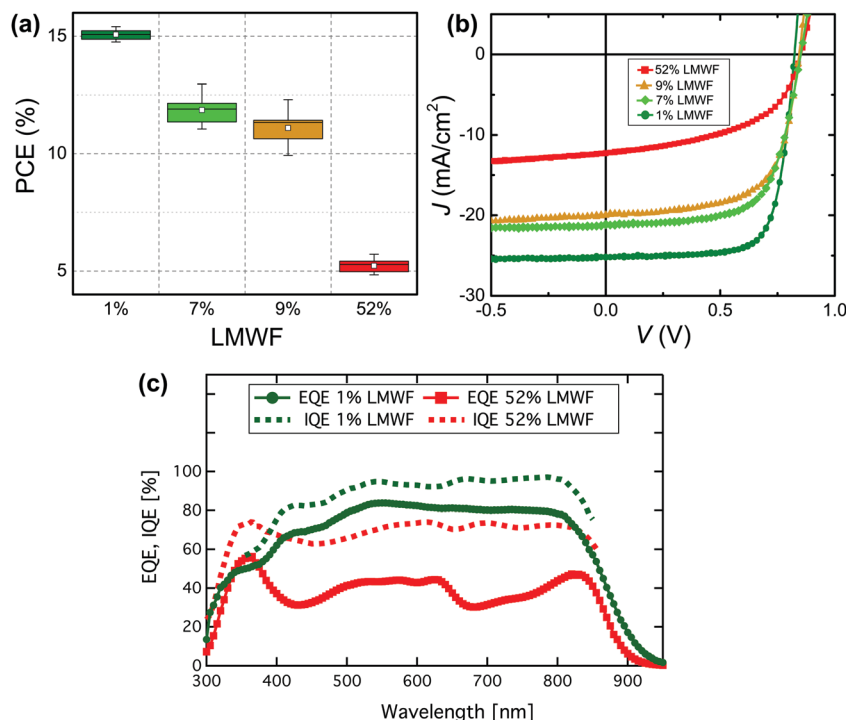 (a)
15
10
5
PCE (%)
1% 7% 9% 52%
LMWF
(b)
0
-10
-20
-30
J (mA/cm²)
52% LMWF
9% LMWF
7% LMWF
1% LMWF
-0.5 0.0 0.5 1.0
V (V)
(c)
EQE 1% LMWF EQE 52% LMWF
IQE 1% LMWF IQE 52% LMWF
100
80
60
40
20
0
EQE, IQE [%]
300 400 500 600 700 800 900
Wavelength [nm]